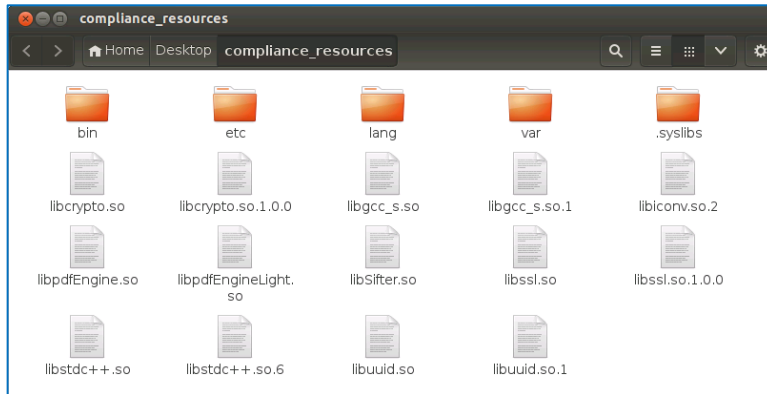 compliance_resources
Home Desktop compliance_resources
bin etc lang var .syslibs
libcrypto.so libcrypto.so.1.0.0 libgcc_s.so libgcc_s.so.1 libiconv.so.2
libpdfEngine.so libpdfEngineLight. libSifter.so libssl.so libssl.so.1.0.0
so
libstdc++.so libstdc++.so.6 libuuid.so libuuid.so.1